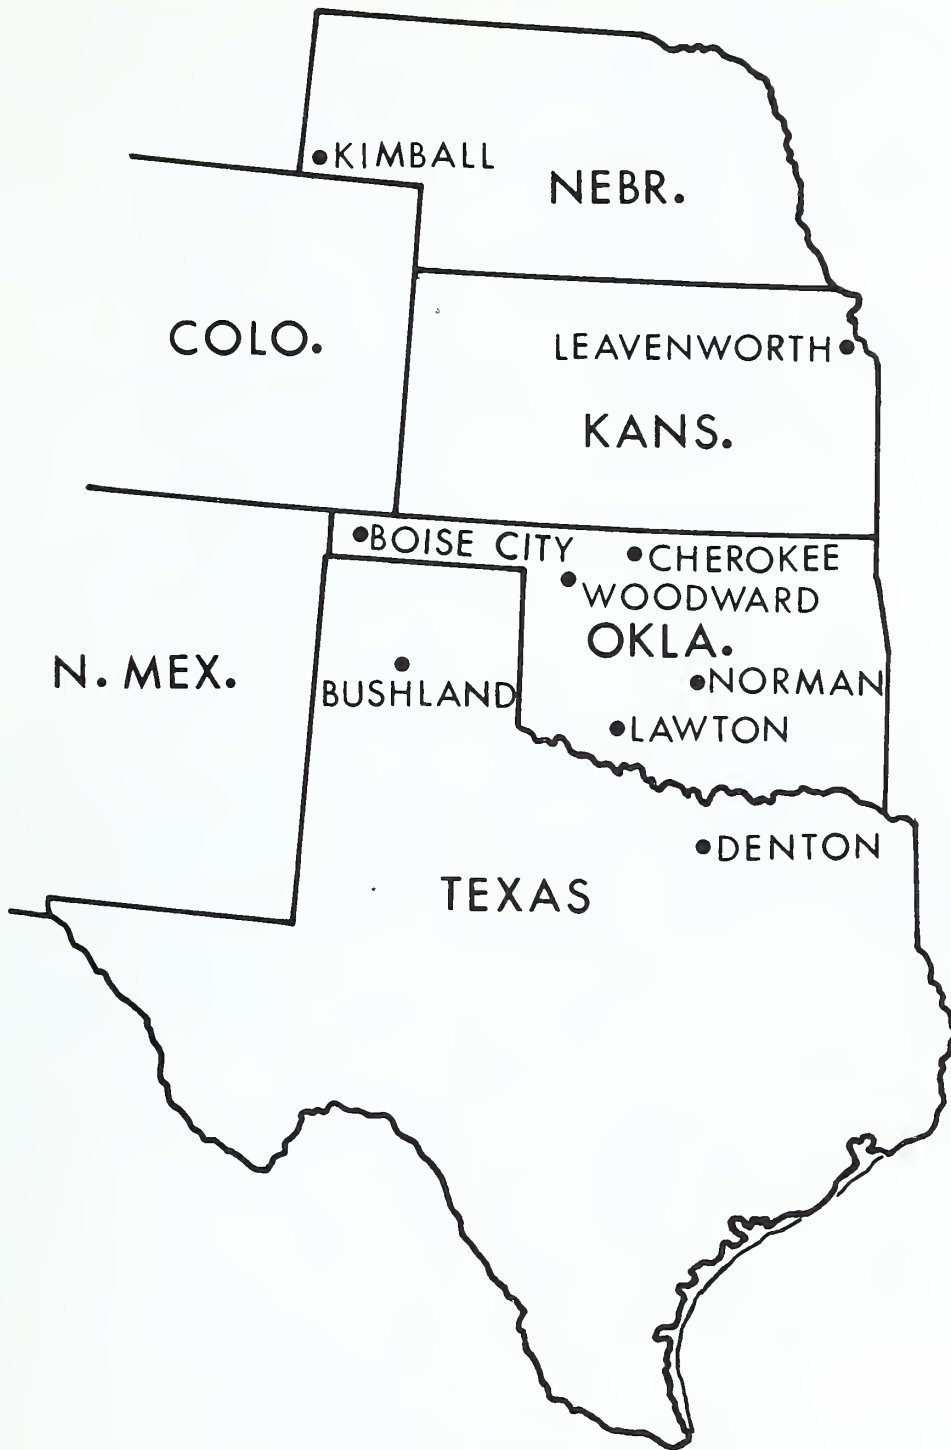 KIMBALL
NEBR.
COLO.
LEAVENWORTH
KANS.
BOISE CITY
CHEROKEE
WOODWARD
OKLA.
N. MEX.
BUSHLAND
NORMAN
LAWTON
DENTON
TEXAS